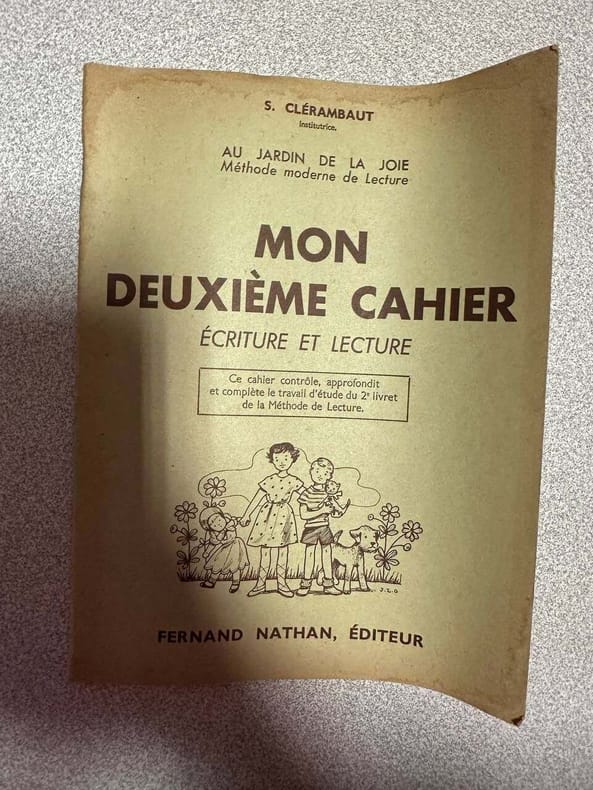 S. CLÉRAMBAUT
Institutrice.
AU JARDIN DE LA JOIE
Méthode moderne de Lecture
MON
DEUXIÈME CAHIER
ÉCRITURE ET LECTURE
Ce cahier contrôle, approfondit
et complète le travail d'étude du 2e livret
de la Méthode de Lecture.
J.L.O
FERNAND NATHAN, ÉDITEUR